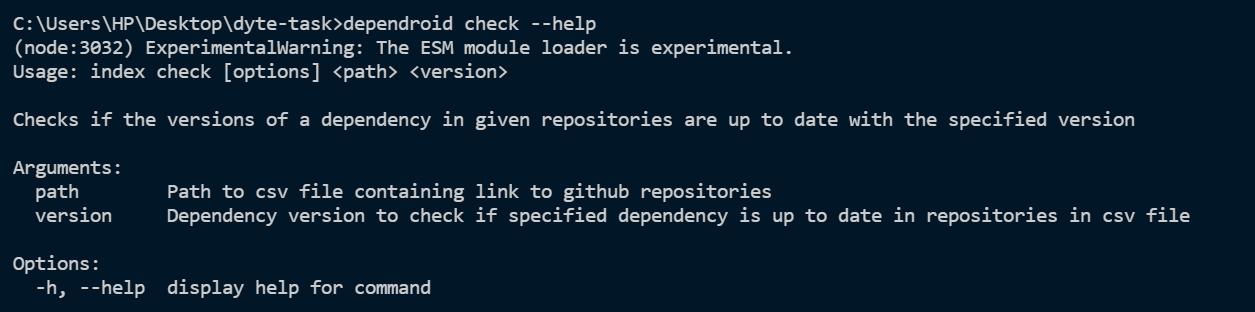 C:\Users\HP\Desktop\dyte-task>dependroid check --help
(node:3032) ExperimentalWarning: The ESM module loader is experimental.
Usage: index check [options] <path> <version>
Checks if the versions of a dependency in given repositories are up to date with the specified version
Arguments:
  path        Path to csv file containing link to github repositories
  version     Dependency version to check if specified dependency is up to date in repositories in csv file
Options:
  -h, --help  display help for command